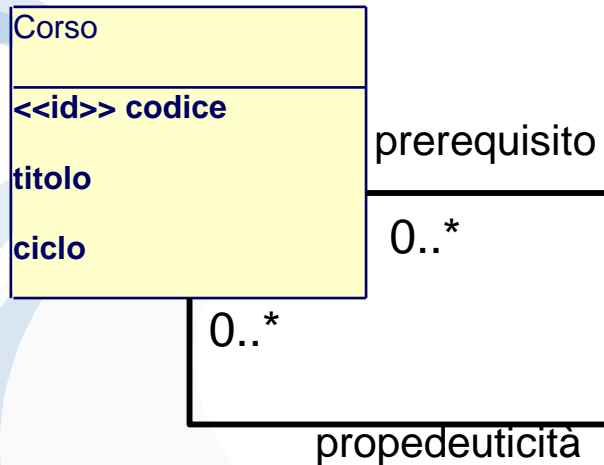 Corso
<<id>> codice
titolo
ciclo
prerequisito
0..*
0..*
propedeuticità